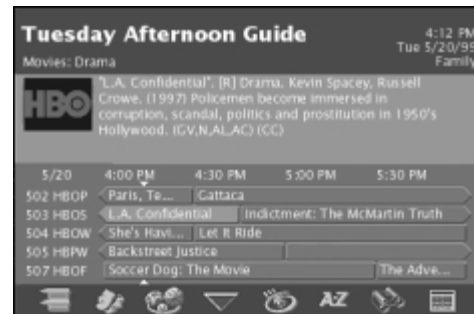 Tuesday Afternoon Guide
4:12 PM
Tue 5/20/99
Movies: Drama
Family
HBO
"L.A. Confidential". [R] Drama. Kevin Spacey, Russell
Crowe. (1997) Policemen become immersed in
corruption, scandal, politics and prostitution in 1950's
Hollywood. (GV,N,AL,AC) (CC)
5/20 4:00 PM 4:30 PM 5:00 PM 5:30 PM
502 HBOP Paris, Te... Gattaca
503 HBOS L.A. Confidential Indictment: The McMartin Truth
504 HBOW She's Havi... Let It Ride
505 HBPW Backstreet Justice
507 HBOF Soccer Dog: The Movie The Adve...
A-Z